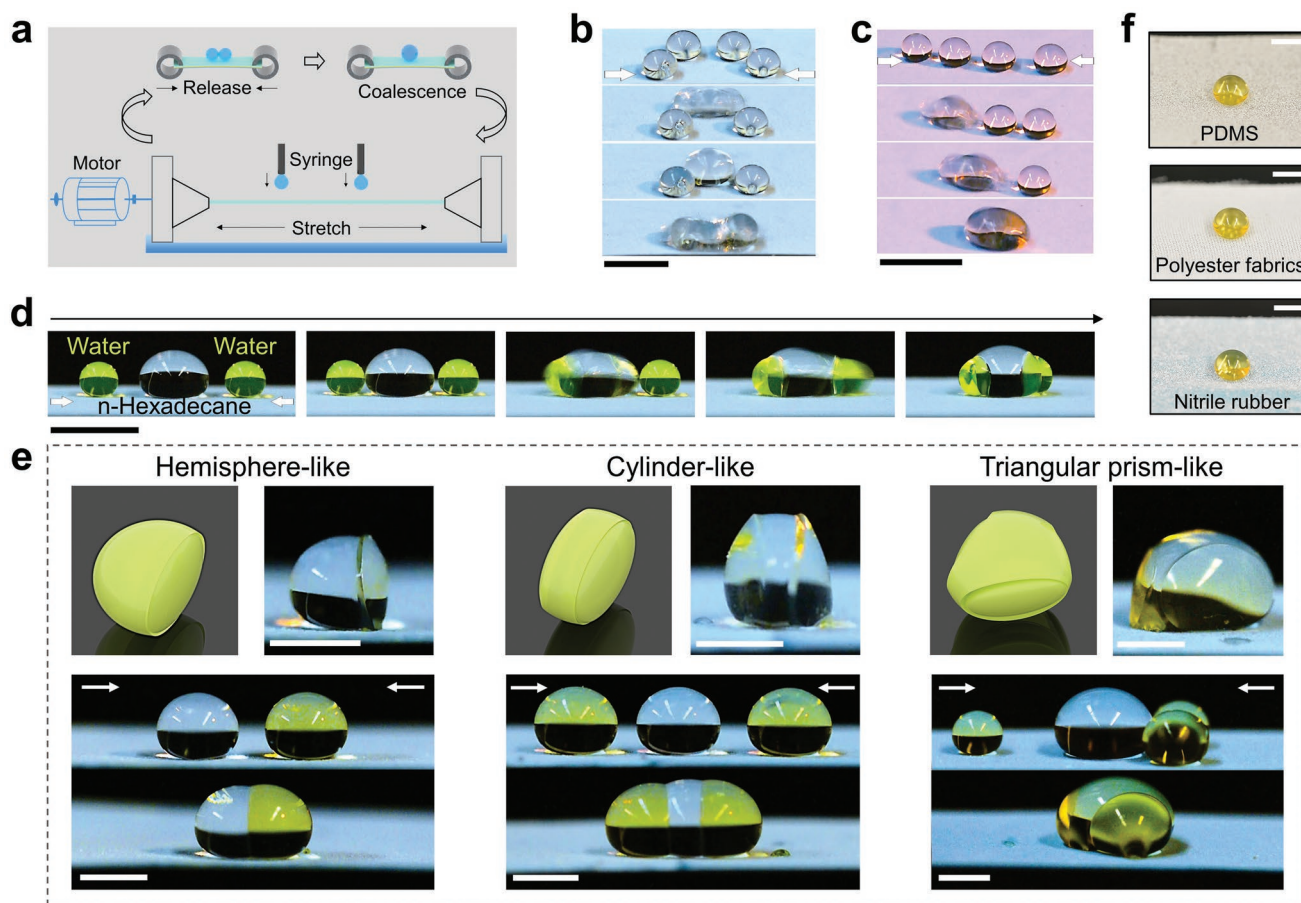 a
Release
Coalescence
Motor
Syringe
Stretch
b
c
f
PDMS
Polyester fabrics
Nitrile rubber
d
Water
Water
n-Hexadecane
e
Hemisphere-like
Cylinder-like
Triangular prism-like